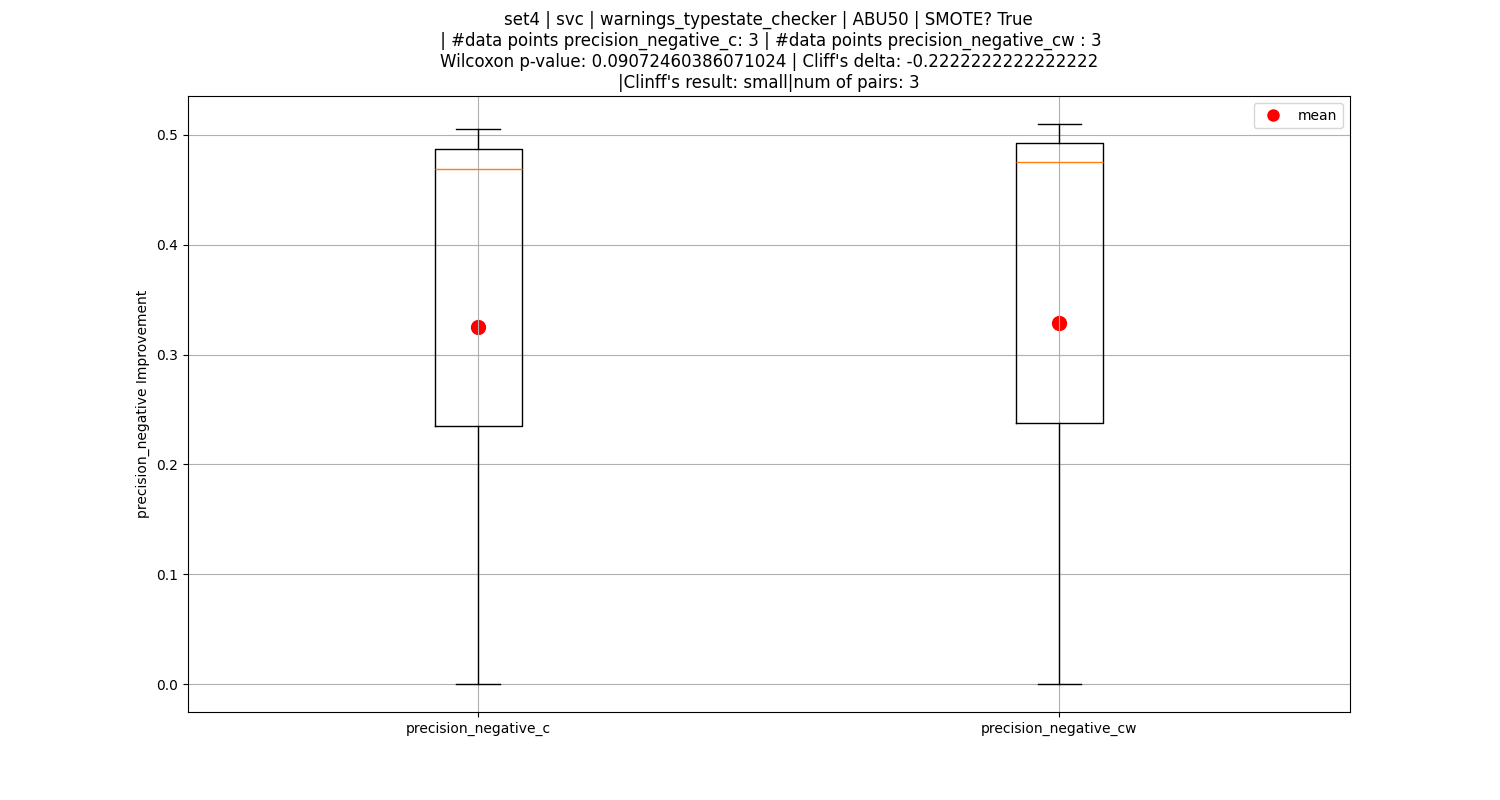 set4 | svc | warnings_typestate_checker | ABU50 | SMOTE? True
| #data points precision_negative_c: 3 | #data points precision_negative_cw : 3
Wilcoxon p-value: 0.09072460386071024 | Cliff's delta: -0.2222222222222222
|Clinff's result: small|num of pairs: 3
mean
0.5
0.4
0.3
0.2
0.1
0.0
precision_negative Improvement
precision_negative_c
precision_negative_cw